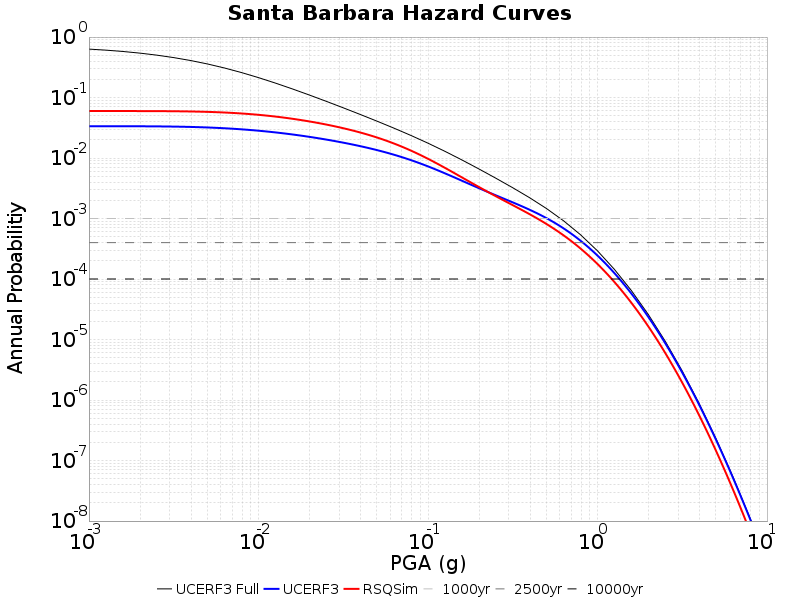 Santa Barbara Hazard Curves
Annual Probabilitiy
10^0
10^-1
10^-2
10^-3
10^-4
10^-5
10^-6
10^-7
10^-8
10^-3 10^-2 10^-1 10^0 10^1
PGA (g)
UCERF3 Full UCERF3 RSQSim 1000yr 2500yr 10000yr